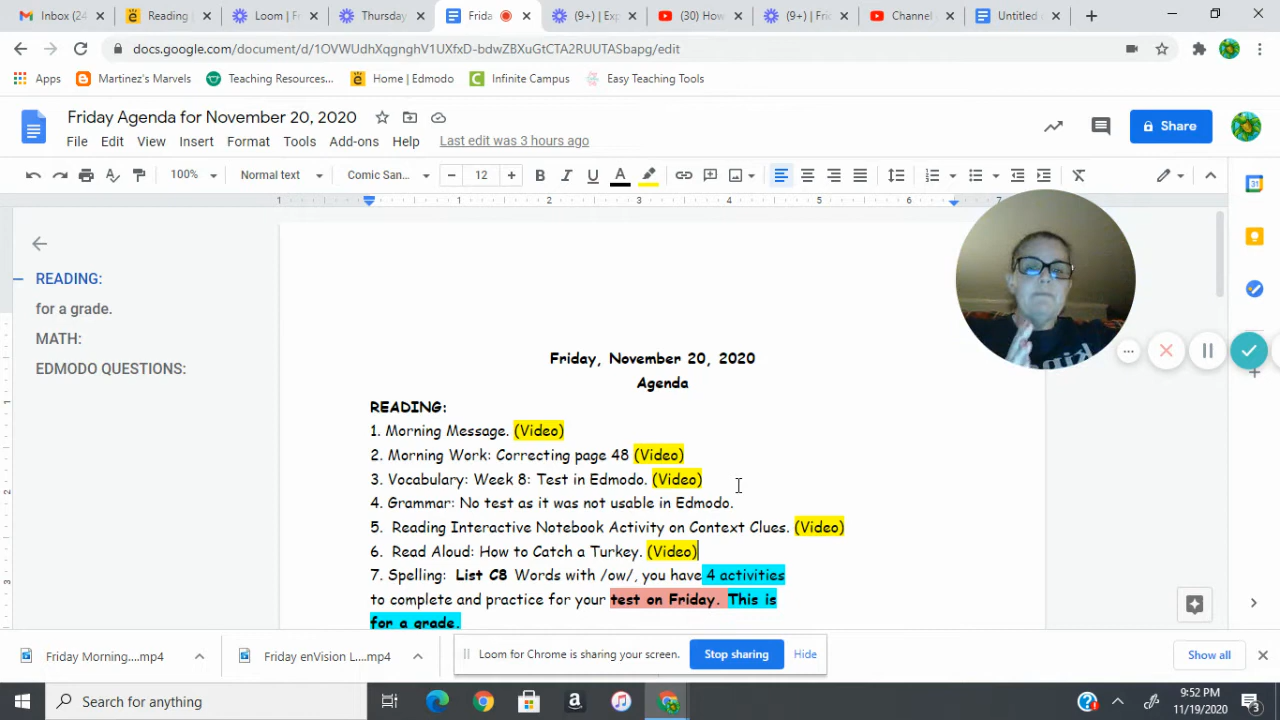 Inbox (24
Reading
Loom | F
Thursday
Frida
(9+) | Exp
(30) How
(9+) | Fr
Channel
Untitled
docs.google.com/document/d/1OVWUdhXqgnghV1UXfxD-bdwZBXuGtCTA2RUUTASbapg/edit
Apps
Martinez's Marvels
Teaching Resources...
Home | Edmodo
Infinite Campus
Easy Teaching Tools
Friday Agenda for November 20, 2020
File Edit View Insert Format Tools Add-ons Help
Last edit was 3 hours ago
Share
100%
Normal text
Comic San...
12
1 1 2 3 4 5 6 7
READING:
for a grade.
MATH:
EDMODO QUESTIONS:
Friday, November 20, 2020
Agenda
READING:
1. Morning Message. (Video)
2. Morning Work: Correcting page 48 (Video)
3. Vocabulary: Week 8: Test in Edmodo. (Video)
4. Grammar: No test as it was not usable in Edmodo.
5. Reading Interactive Notebook Activity on Context Clues. (Video)
6. Read Aloud: How to Catch a Turkey. (Video)
7. Spelling: List C8 Words with /ow/, you have 4 activities
to complete and practice for your test on Friday. This is
for a grade.
Friday Morning....mp4
Friday enVision L....mp4
Loom for Chrome is sharing your screen.
Stop sharing
Hide
Show all
Search for anything
9:52 PM
11/19/2020
3